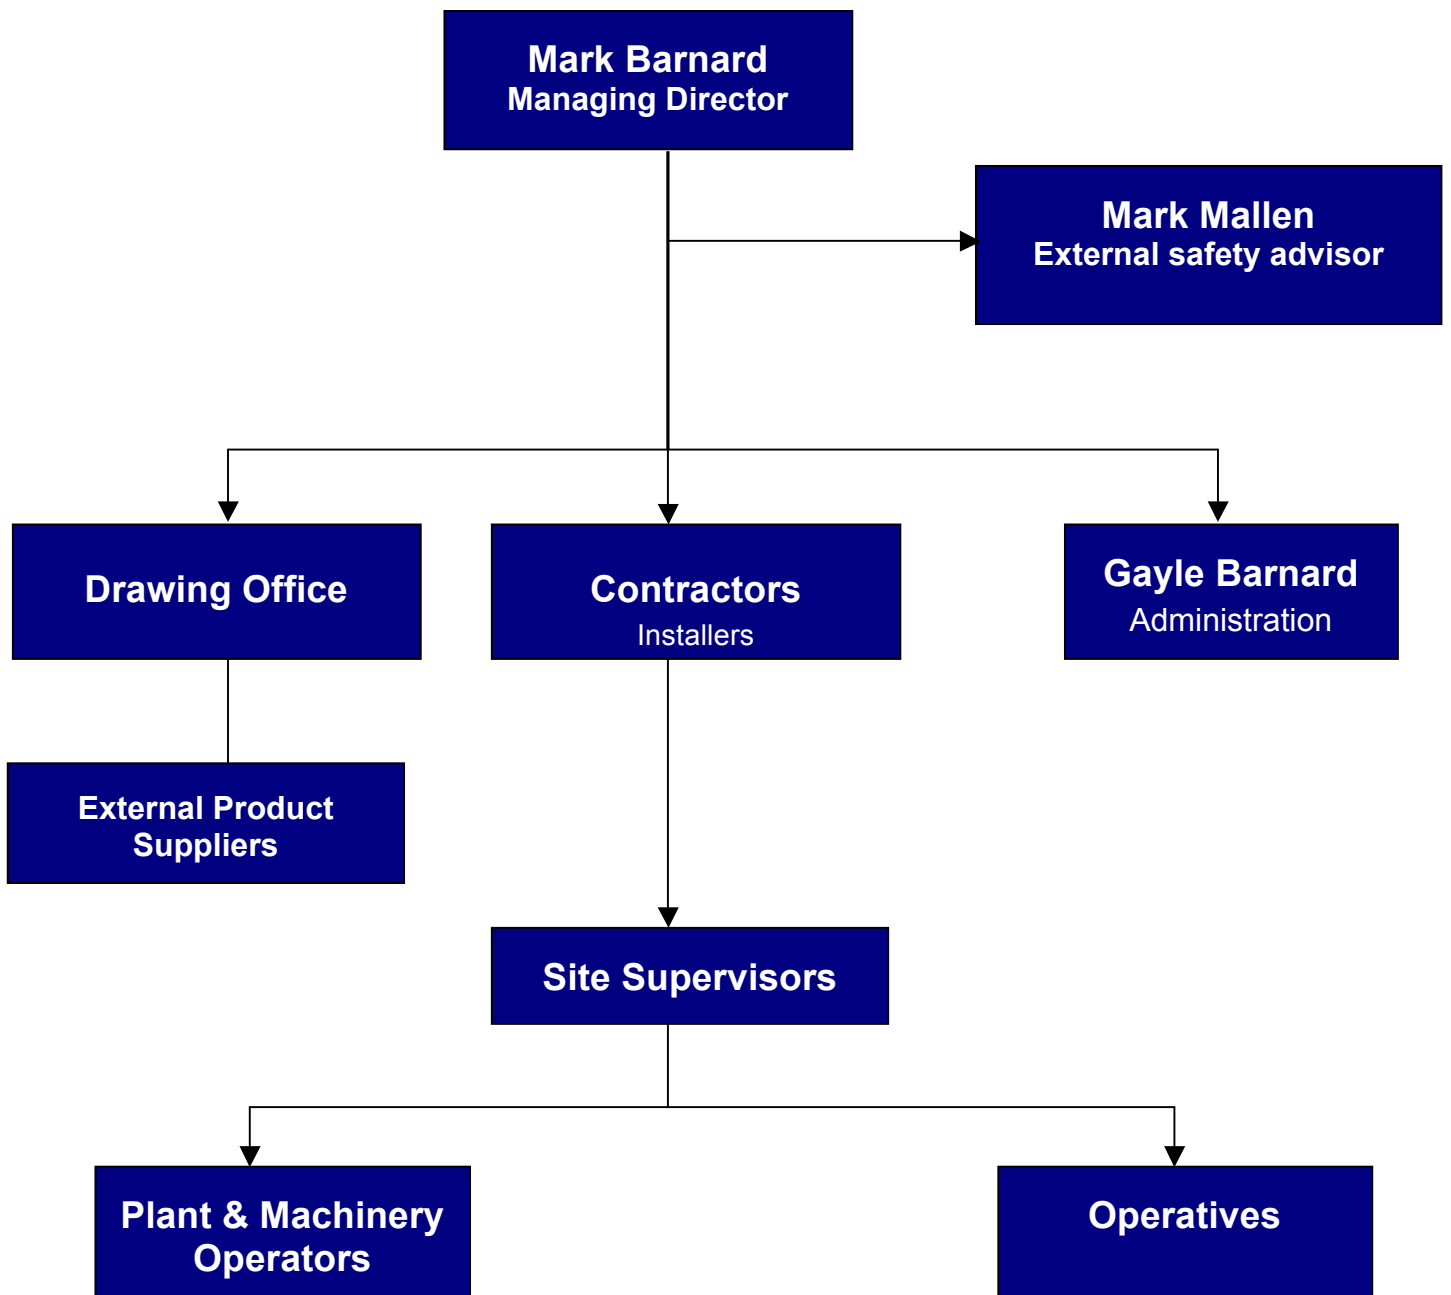 Mark Barnard
Managing Director
Mark Mallen
External safety advisor
Drawing Office
Contractors
Installers
Gayle Barnard
Administration
External Product
Suppliers
Site Supervisors
Plant & Machinery
Operators
Operatives